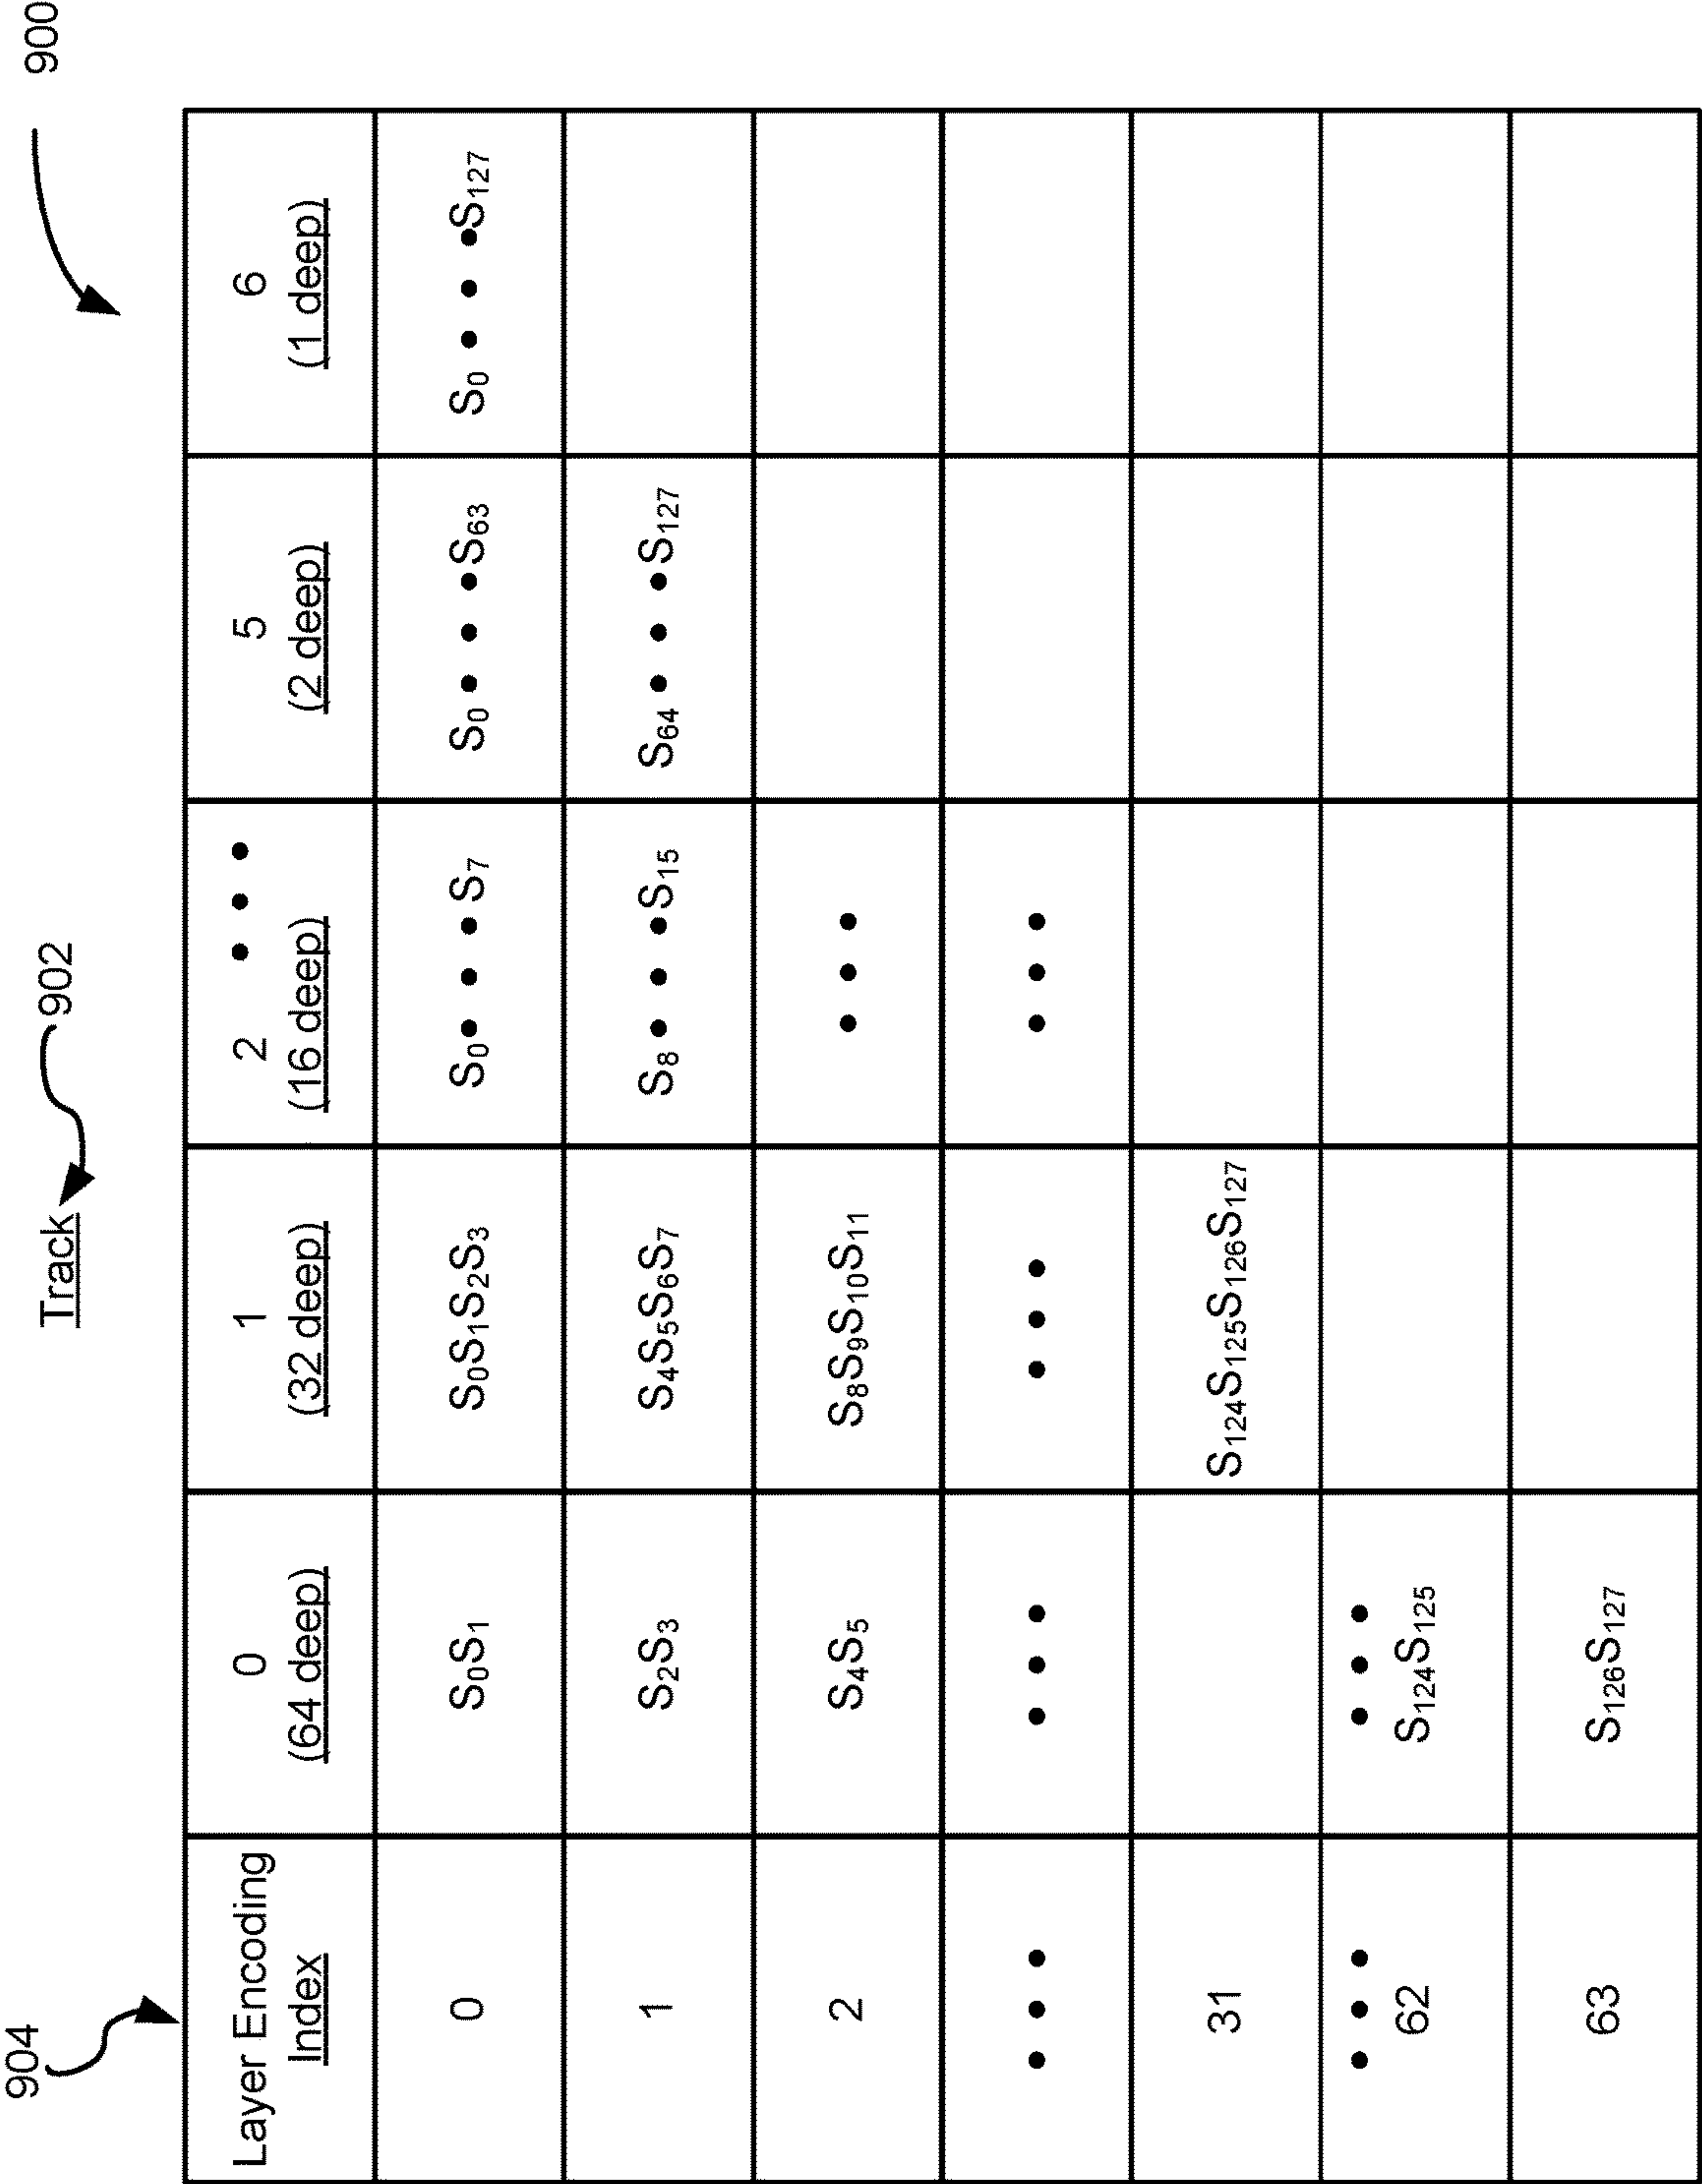 900
Track 902
904
Layer Encoding Index 0 (64 deep) 1 (32 deep) 2 • • • (16 deep) 5 (2 deep) 6 (1 deep)
0 S₀S₁ S₀S₁S₂S₃ S₀ • • • S₇ S₀ • • • S₆₃ S₀ • • • S₁₂₇
1 S₂S₃ S₄S₅S₆S₇ S₈ • • • S₁₅ S₆₄ • • • S₁₂₇
2 S₄S₅ S₈S₉S₁₀S₁₁ • • •
• • • • • • • • • • • •
31 S₁₂₄S₁₂₅S₁₂₆S₁₂₇
• • • • • •
62 S₁₂₄S₁₂₅
63 S₁₂₆S₁₂₇